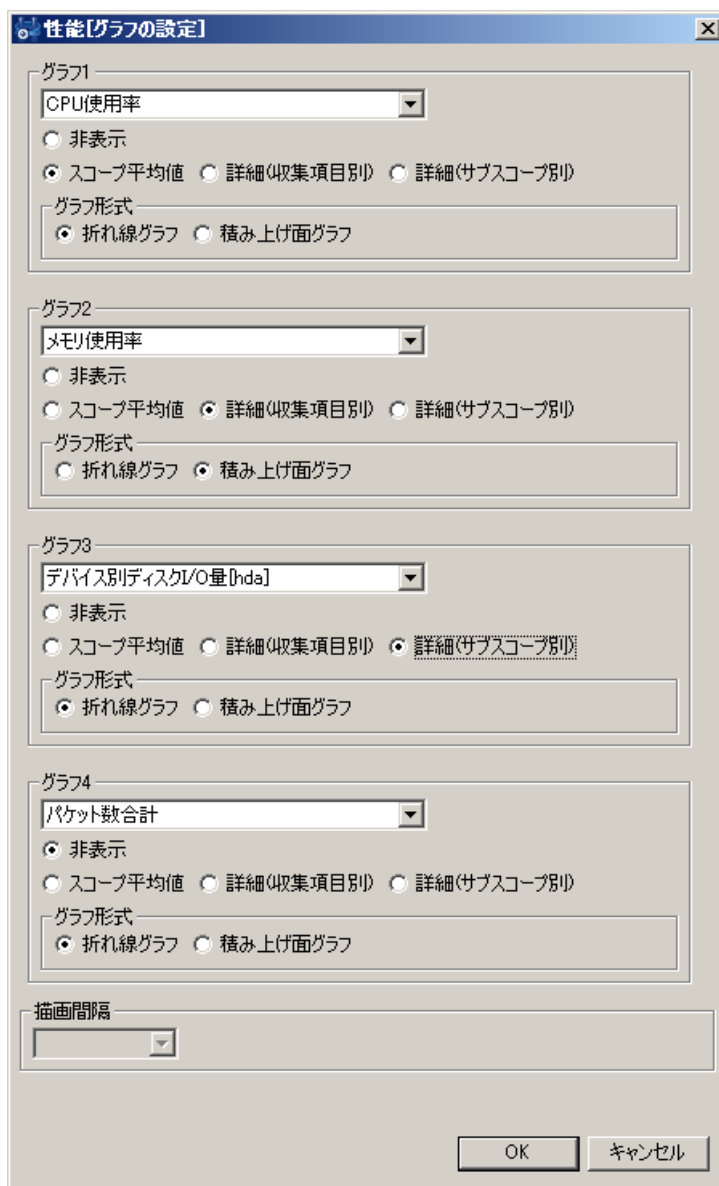 性能[グラフの設定]
グラフ1
CPU使用率
非表示
スコープ平均値 詳細(収集項目別) 詳細(サブスコープ別)
グラフ形式
折れ線グラフ 積み上げ面グラフ
グラフ2
メモリ使用率
非表示
スコープ平均値 詳細(収集項目別) 詳細(サブスコープ別)
グラフ形式
折れ線グラフ 積み上げ面グラフ
グラフ3
デバイス別ディスクI/O量[hda]
非表示
スコープ平均値 詳細(収集項目別) 詳細(サブスコープ別)
グラフ形式
折れ線グラフ 積み上げ面グラフ
グラフ4
パケット数合計
非表示
スコープ平均値 詳細(収集項目別) 詳細(サブスコープ別)
グラフ形式
折れ線グラフ 積み上げ面グラフ
描画間隔
OK キャンセル